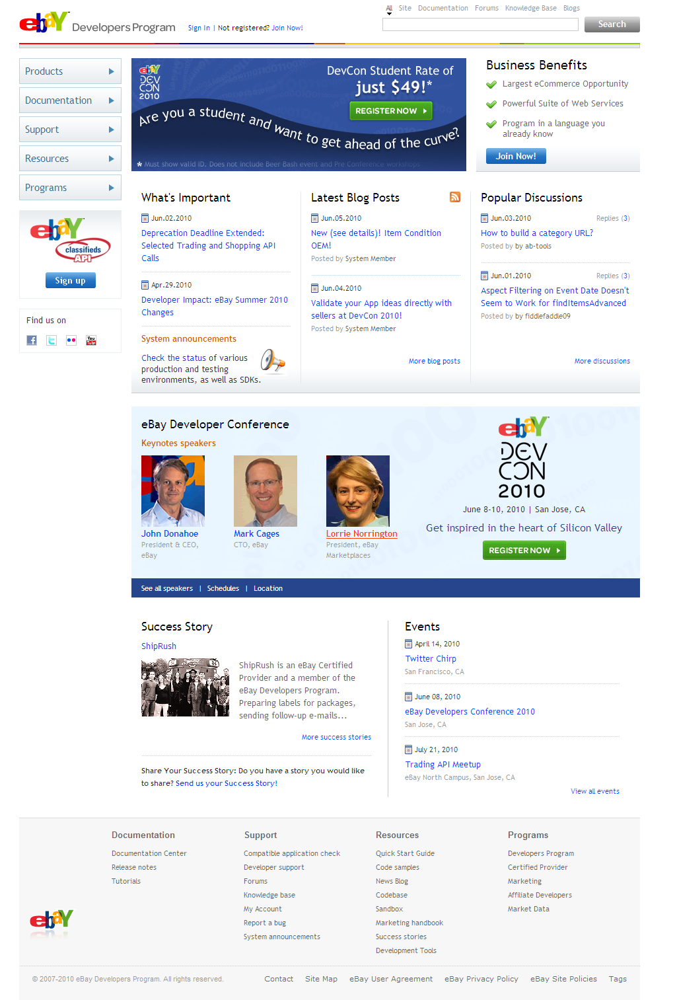 All Site Documentation Forums Knowledge Base Blogs
ebay Developers Program Sign In | Not registered? Join Now!
Search
Products
Documentation
Support
Resources
Programs
ebay
DEV
CON
2010
DevCon Student Rate of
just $49!*
REGISTER NOW
Are you a student and want to get ahead of the curve?
* Must show valid ID. Does not include Beer Bash event and Pre Conference workshops
Business Benefits
Largest eCommerce Opportunity
Powerful Suite of Web Services
Program in a language you
already know
Join Now!
ebay
classifieds
API
Sign up
Find us on
You
Tube
What's Important
Jun.02.2010
Deprecation Deadline Extended:
Selected Trading and Shopping API
Calls
Apr.29.2010
Developer Impact: eBay Summer 2010
Changes
System announcements
Check the status of various
production and testing
environments, as well as SDKs.
Latest Blog Posts
Jun.05.2010
New (see details)! Item Condition
OEM!
Posted by System Member
Jun.04.2010
Validate your App ideas directly with
sellers at DevCon 2010!
Posted by System Member
More blog posts
Popular Discussions
Jun.03.2010 Replies (3)
How to build a category URL?
Posted by by ab-tools
Jun.01.2010 Replies (3)
Aspect Filtering on Event Date Doesn't
Seem to Work for findItemsAdvanced
Posted by by fiddlefaddle09
More discussions
eBay Developer Conference
Keynotes speakers
John Donahoe
President & CEO,
eBay
Mark Cages
CTO, eBay
Lorrie Norrington
President, eBay
Marketplaces
ebay
DEV
CON
2010
June 8-10, 2010 | San Jose, CA
Get inspired in the heart of Silicon Valley
REGISTER NOW
See all speakers | Schedules | Location
Success Story
ShipRush
ShipRush is an eBay Certified
Provider and a member of the
eBay Developers Program.
Preparing labels for packages,
sending follow-up e-mails...
More success stories
Share Your Success Story: Do you have a story you would like
to share? Send us your Success Story!
Events
April 14, 2010
Twitter Chirp
San Francisco, CA
June 08, 2010
eBay Developers Conference 2010
San Jose, CA
July 21, 2010
Trading API Meetup
eBay North Campus, San Jose, CA
View all events
ebay
Documentation
Documentation Center
Release notes
Tutorials
Support
Compatible application check
Developer support
Forums
Knowledge base
My Account
Report a bug
System announcements
Resources
Quick Start Guide
Code samples
News Blog
Codebase
Sandbox
Marketing handbook
Success stories
Development Tools
Programs
Developers Program
Certified Provider
Marketing
Affiliate Developers
Market Data
© 2007-2010 eBay Developers Program. All rights reserved.
Contact Site Map eBay User Agreement eBay Privacy Policy eBay Site Policies Tags